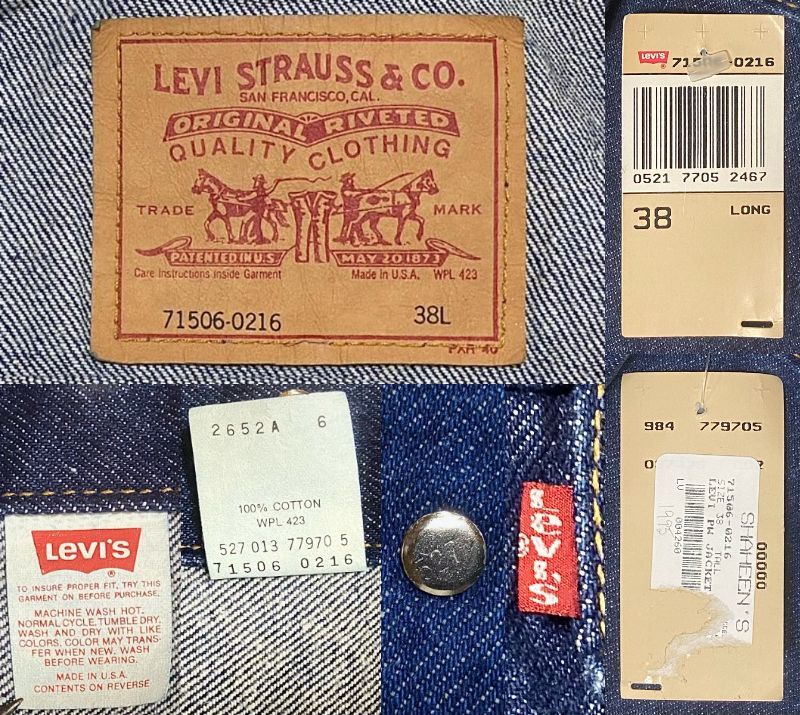 LEVI STRAUSS & CO.
SAN FRANCISCO, CAL.
ORIGINAL RIVETED
QUALITY CLOTHING
TRADE MARK
PATENTED IN U.S. MAY 20 1873
Care Instructions Inside Garment Made in U.S.A. WPL 423
71506-0216 38L
LEVI'S 71506-0216
0521 7705 2467
38 LONG
LEVI'S
TO INSURE PROPER FIT, TRY THIS
GARMENT ON BEFORE PURCHASE.
MACHINE WASH HOT.
NORMAL CYCLE. TUMBLE DRY.
WASH AND DRY WITH LIKE
COLORS. COLOR MAY TRANS-
FER WHEN NEW. WASH
BEFORE WEARING.
MADE IN U.S.A.
CONTENTS ON REVERSE
2652A 6
100% COTTON
WPL 423
527 013 77970 5
71506 0216
LEVI'S
984 779705
00000
SHAHEEN'S
71506-0216
SIZE 38 TALL
LEVI PW JACKET
LU 004260